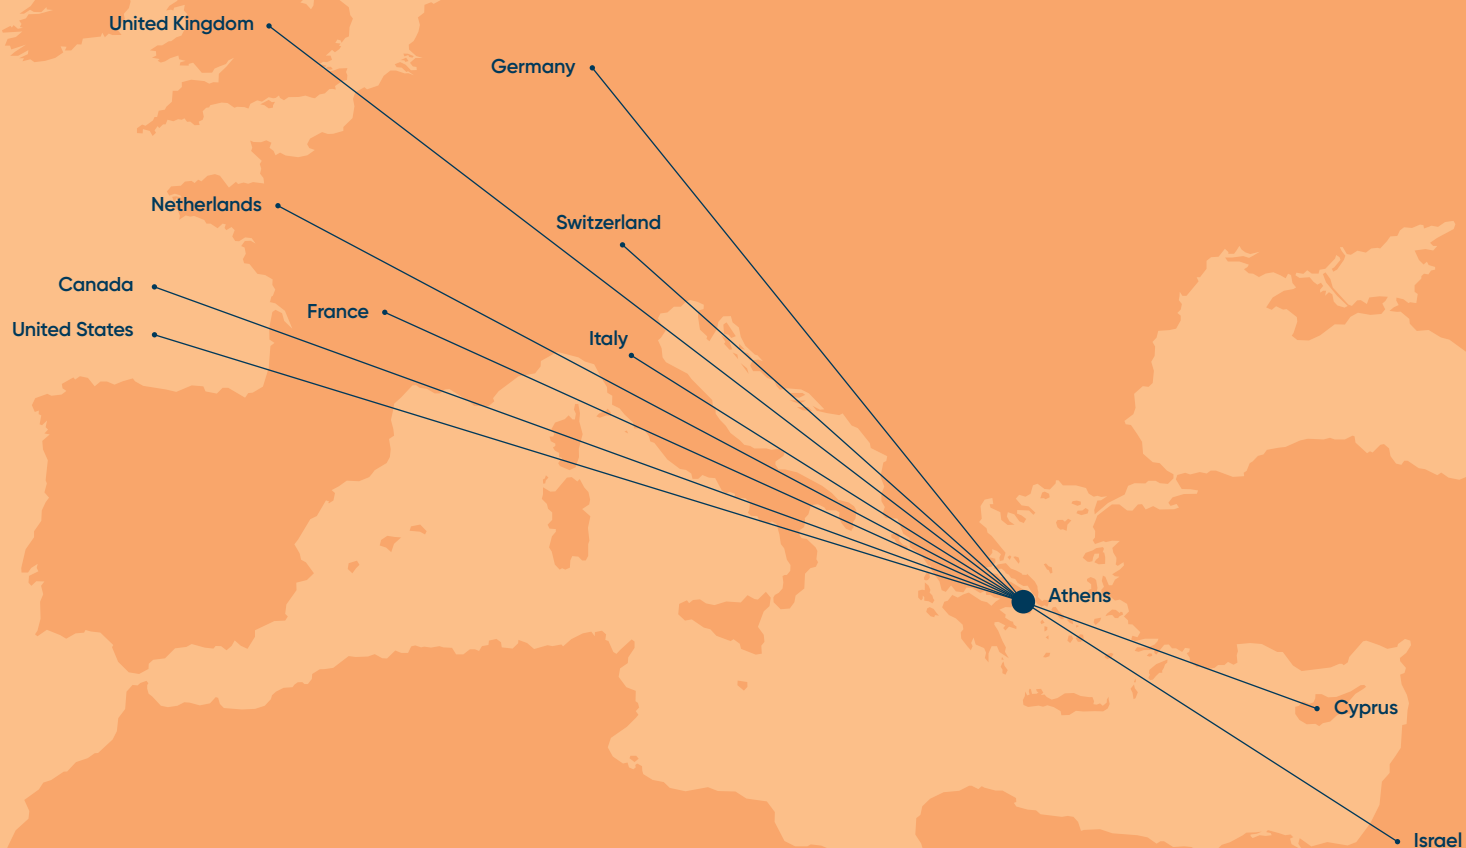 United Kingdom
Germany
Netherlands
Switzerland
Canada
France
United States
Italy
Athens
Cyprus
Israel